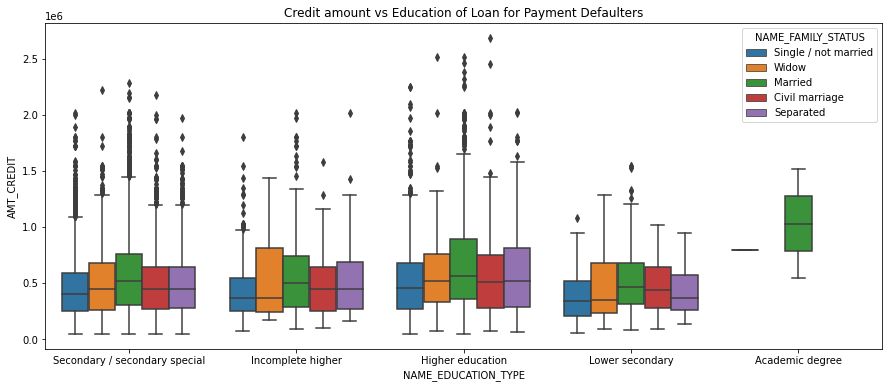 Credit amount vs Education of Loan for Payment Defaulters
1e6
NAME_FAMILY_STATUS
Single / not married
Widow
Married
Civil marriage
Separated
2.5
2.0
1.5
1.0
0.5
0.0
AMT_CREDIT
Secondary / secondary special Incomplete higher Higher education Lower secondary Academic degree
NAME_EDUCATION_TYPE